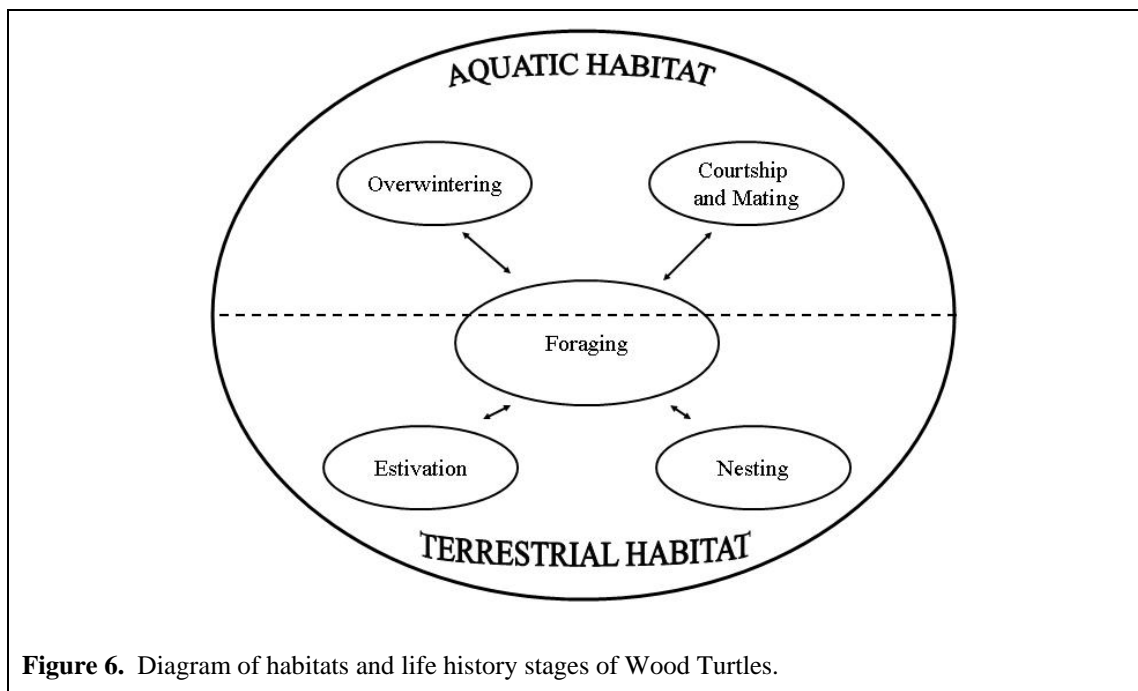 AQUATIC HABITAT
Overwintering
Courtship
and Mating
Foraging
Estivation
Nesting
TERRESTRIAL HABITAT
Figure 6. Diagram of habitats and life history stages of Wood Turtles.